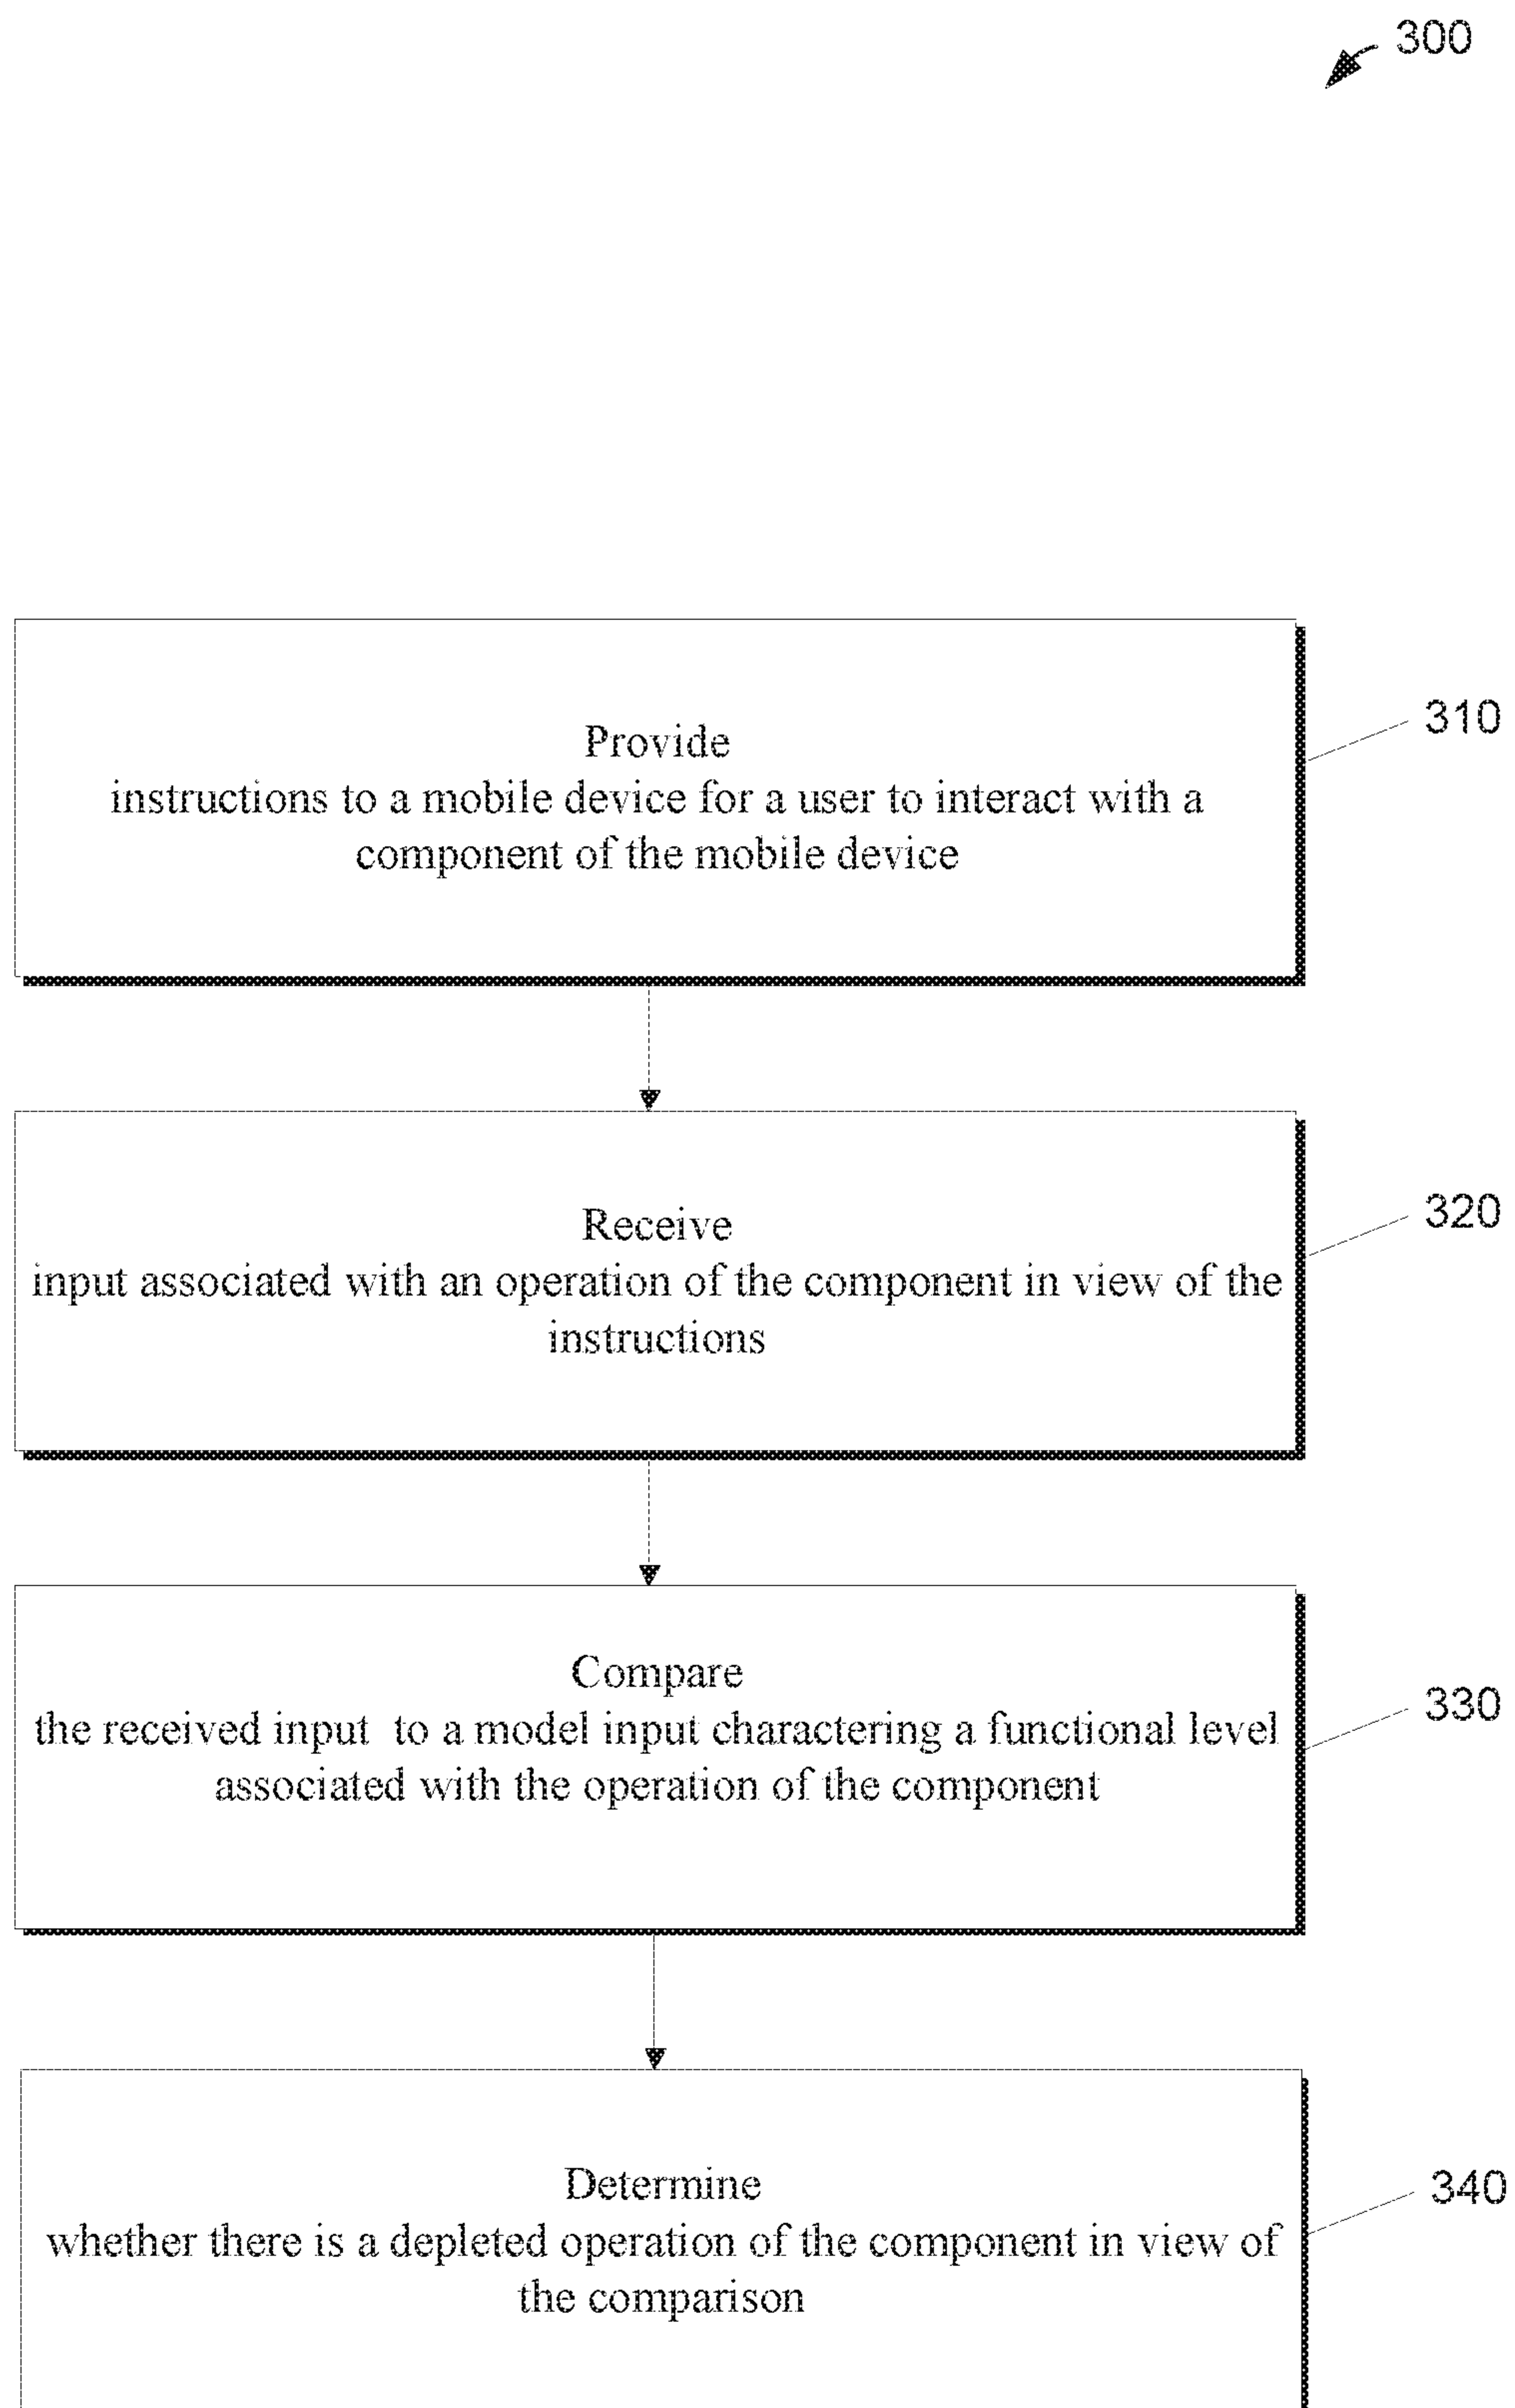 300
Provide
instructions to a mobile device for a user to interact with a
component of the mobile device
310
Receive
input associated with an operation of the component in view of the
instructions
320
Compare
the received input to a model input charactering a functional level
associated with the operation of the component
330
Determine
whether there is a depleted operation of the component in view of
the comparison
340